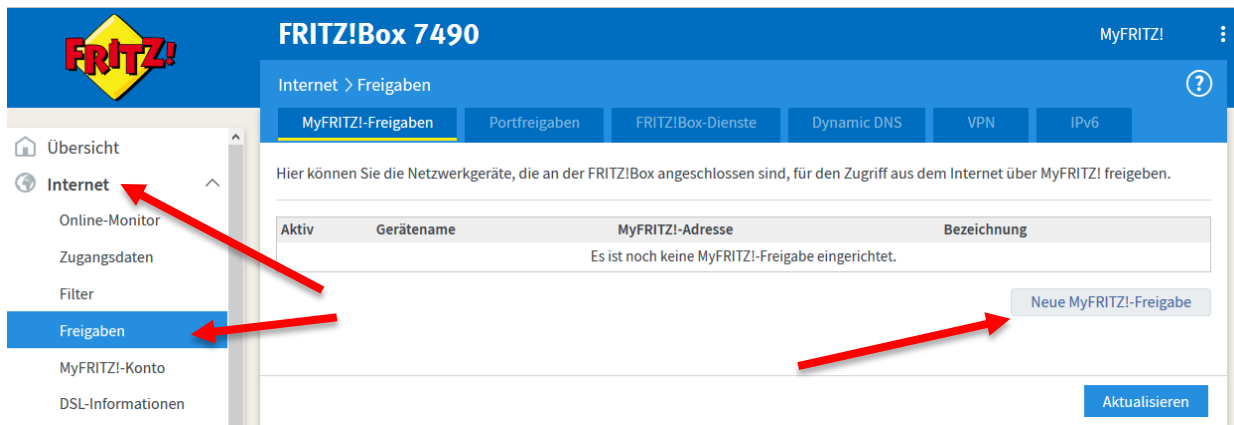 FRITZ!
FRITZ!Box 7490
MyFRITZ!
Internet > Freigaben
?
MyFRITZ!-Freigaben Portfreigaben FRITZ!Box-Dienste Dynamic DNS VPN IPv6
Übersicht
Internet
Online-Monitor
Zugangsdaten
Filter
Freigaben
MyFRITZ!-Konto
DSL-Informationen
Hier können Sie die Netzwerkgeräte, die an der FRITZ!Box angeschlossen sind, für den Zugriff aus dem Internet über MyFRITZ! freigeben.
Aktiv Gerätename MyFRITZ!-Adresse Bezeichnung
Es ist noch keine MyFRITZ!-Freigabe eingerichtet.
Neue MyFRITZ!-Freigabe
Aktualisieren